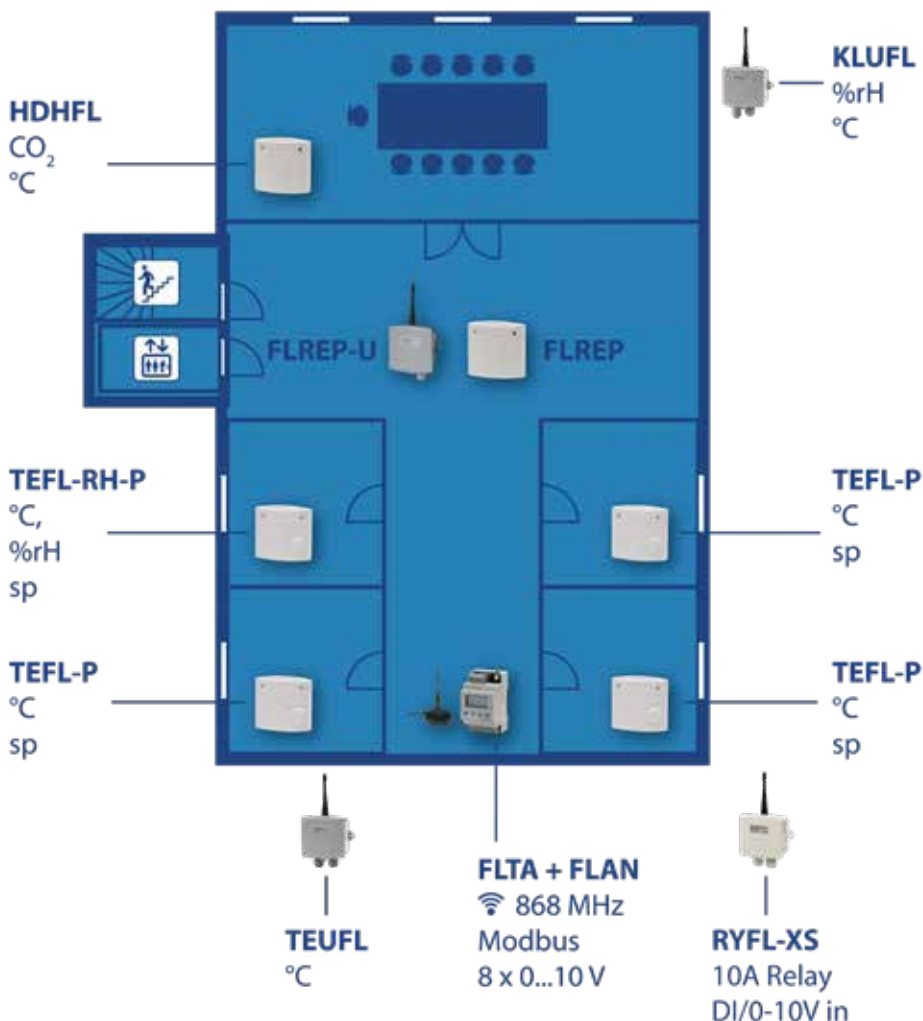 KLUFL
%rH
°C
HDHFL
CO₂
°C
FLREP-U
FLREP
TEFL-RH-P
°C,
%rH
sp
TEFL-P
°C
sp
TEFL-P
°C
sp
TEFL-P
°C
sp
TEUFL
°C
FLTA + FLAN
868 MHz
Modbus
8 x 0...10 V
RYFL-XS
10A Relay
DI/0-10V in